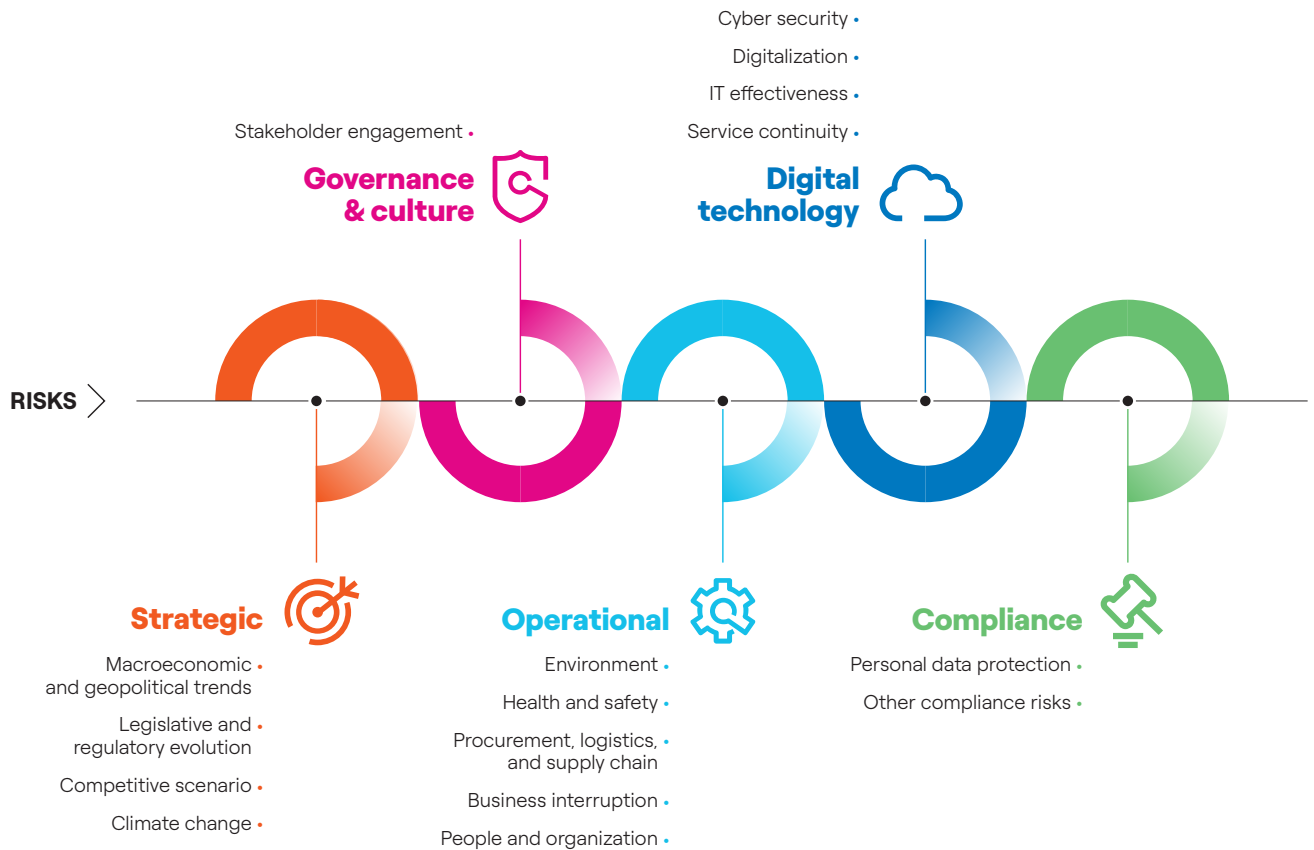 RISKS
Strategic
Macroeconomic •
and geopolitical trends
Legislative and •
regulatory evolution
Competitive scenario •
Climate change •
Stakeholder engagement •
Governance
& culture
Operational
Environment •
Health and safety •
Procurement, logistics, •
and supply chain
Business interruption •
People and organization •
Cyber security •
Digitalization •
IT effectiveness •
Service continuity •
Digital
technology
Compliance
Personal data protection •
Other compliance risks •